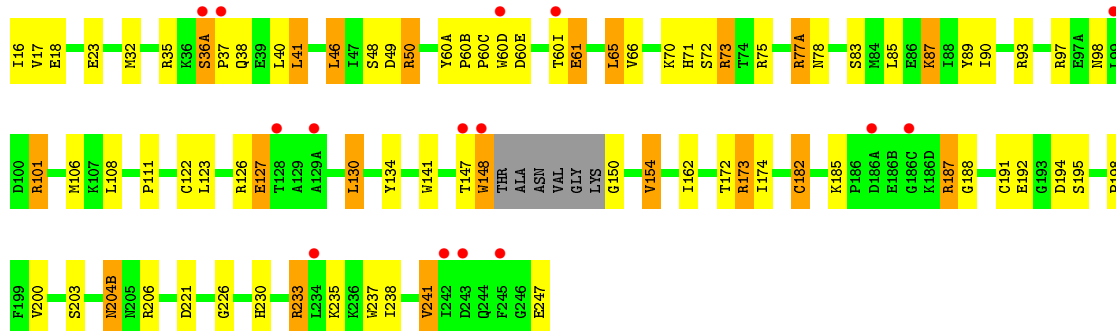 I16 V17 E18 E23 M32 R35 K36 S36A P37 Q38 E39 L40 L41 L46 I47 S48 D49 R50 Y60A P60B P60C W60D D60E T60I E61 L65 V66 K70 H71 S72 R73 T74 R75 R77A N78 S83 M84 L85 E86 K87 I88 Y89 I90 R93 R97 E97A N98 L99
D100 R101 M106 K107 L108 P111 C122 L123 R126 E127 T128 A129 A129A L130 Y134 W141 T147 W148 THR ALA ASN VAL GLY LYS G150 V154 I162 T172 R173 I174 C182 K185 P186 D186A E186B G186C K186D R187 G188 C191 E192 G193 D194 S195 P198
F199 V200 S203 N204B N205 R206 D221 G226 H230 R233 L234 K235 K236 W237 I238 V241 I242 D243 Q244 F245 G246 E247